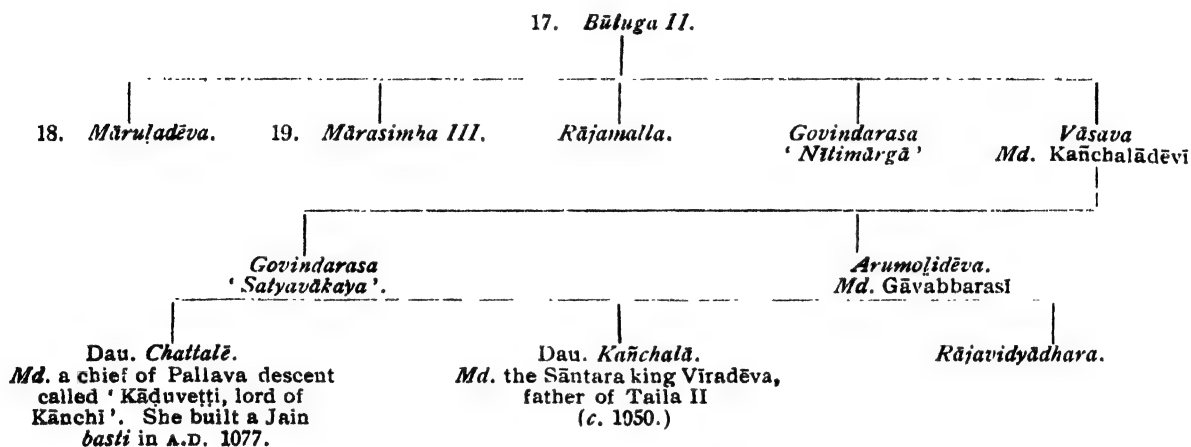 17. Būtuga II.
18. Māruḷadēva. 19. Mārasimha III. Rājamalla. Govindarasa Vāsava
‘ Nītimārgā ’ Md. Kañchalādēvī
Govindarasa Arumoḷidēva.
‘ Satyavākaya ’. Md. Gāvabbarasī
Dau. Chattalē. Dau. Kañchalā. Rājavidyādhara.
Md. a chief of Pallava descent Md. the Sāntara king Vīradēva,
called ‘ Kāḍuveṭṭi, lord of father of Taila II
Kānchī ’. She built a Jain (c. 1050.)
basti in A.D. 1077.